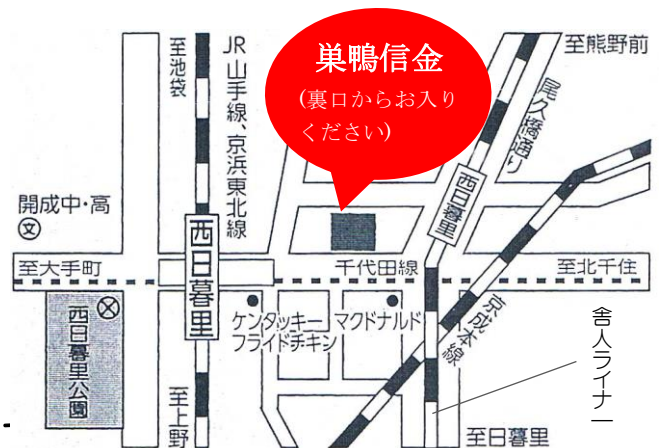 至池袋
JR山手線、京浜東北線
巣鴨信金
(裏口からお入り
ください)
至熊野前
尾久橋通り
西日暮里
開成中・高
文
西日暮里
至大手町
千代田線
至北千住
ケンタッキー
フライドチキン
マクドナルド
京成本線
舎人ライナー
西日暮里公園
至上野
至日暮里